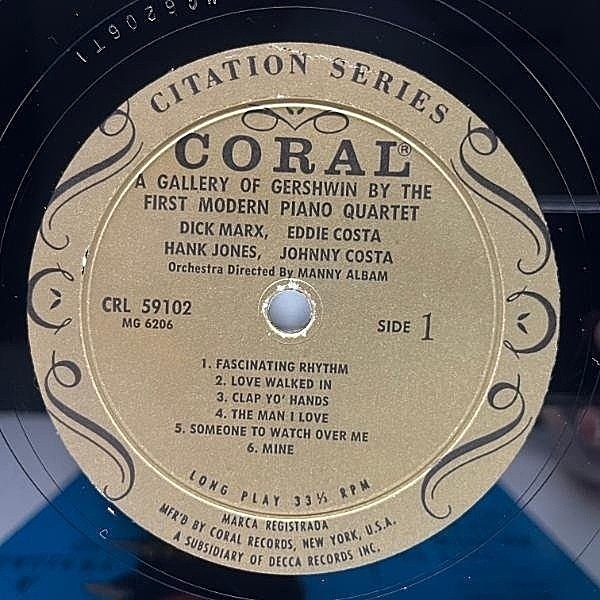 MG6206T1
CITATION SERIES
CORAL®
A GALLERY OF GERSHWIN BY THE
FIRST MODERN PIANO QUARTET
DICK MARX, EDDIE COSTA
HANK JONES, JOHNNY COSTA
Orchestra Directed By MANNY ALBAM
CRL 59102
MG 6206
SIDE 1
1. FASCINATING RHYTHM
2. LOVE WALKED IN
3. CLAP YO' HANDS
4. THE MAN I LOVE
5. SOMEONE TO WATCH OVER ME
6. MINE
LONG PLAY 33⅓ RPM
MARCA REGISTRADA
MFR'D BY CORAL RECORDS, NEW YORK, U.S.A.
A SUBSIDIARY OF DECCA RECORDS INC.